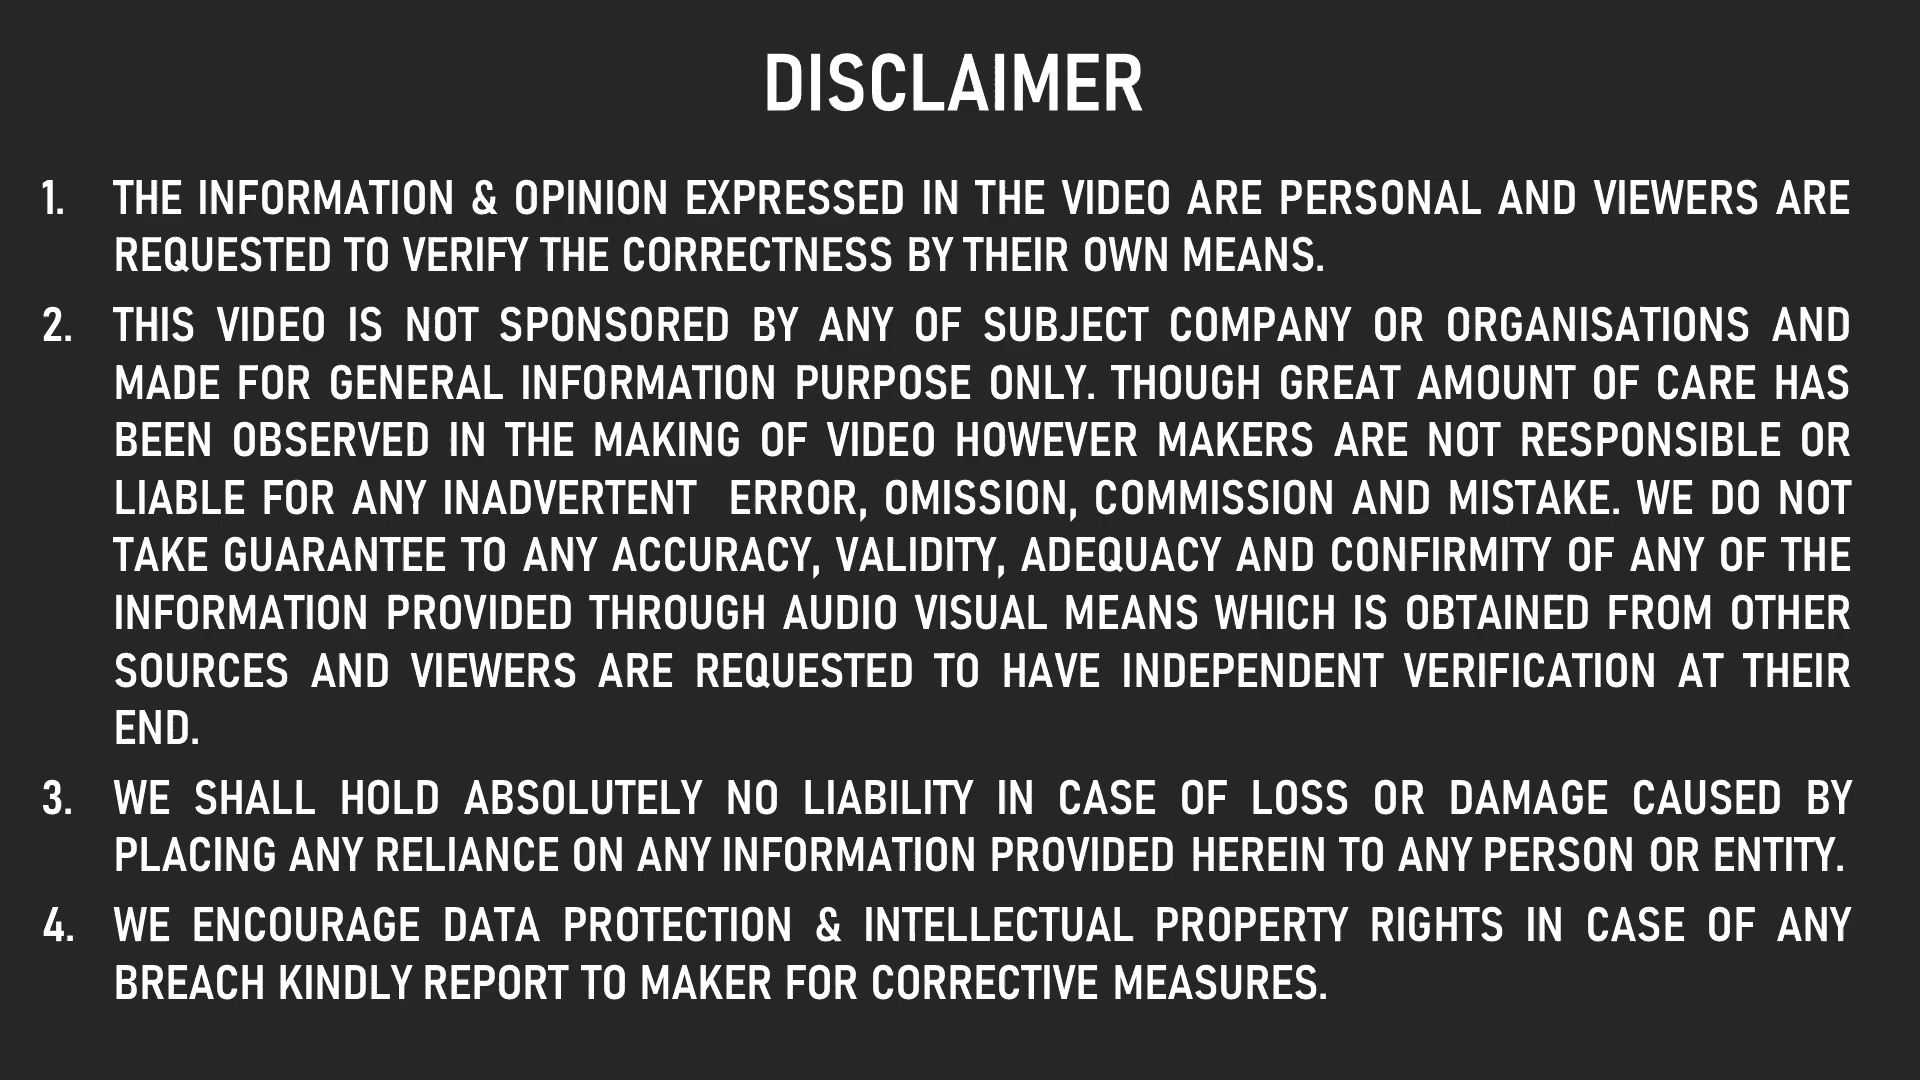 DISCLAIMER
1. THE INFORMATION & OPINION EXPRESSED IN THE VIDEO ARE PERSONAL AND VIEWERS ARE
REQUESTED TO VERIFY THE CORRECTNESS BY THEIR OWN MEANS.
2. THIS VIDEO IS NOT SPONSORED BY ANY OF SUBJECT COMPANY OR ORGANISATIONS AND
MADE FOR GENERAL INFORMATION PURPOSE ONLY. THOUGH GREAT AMOUNT OF CARE HAS
BEEN OBSERVED IN THE MAKING OF VIDEO HOWEVER MAKERS ARE NOT RESPONSIBLE OR
LIABLE FOR ANY INADVERTENT ERROR, OMISSION, COMMISSION AND MISTAKE. WE DO NOT
TAKE GUARANTEE TO ANY ACCURACY, VALIDITY, ADEQUACY AND CONFIRMITY OF ANY OF THE
INFORMATION PROVIDED THROUGH AUDIO VISUAL MEANS WHICH IS OBTAINED FROM OTHER
SOURCES AND VIEWERS ARE REQUESTED TO HAVE INDEPENDENT VERIFICATION AT THEIR
END.
3. WE SHALL HOLD ABSOLUTELY NO LIABILITY IN CASE OF LOSS OR DAMAGE CAUSED BY
PLACING ANY RELIANCE ON ANY INFORMATION PROVIDED HEREIN TO ANY PERSON OR ENTITY.
4. WE ENCOURAGE DATA PROTECTION & INTELLECTUAL PROPERTY RIGHTS IN CASE OF ANY
BREACH KINDLY REPORT TO MAKER FOR CORRECTIVE MEASURES.